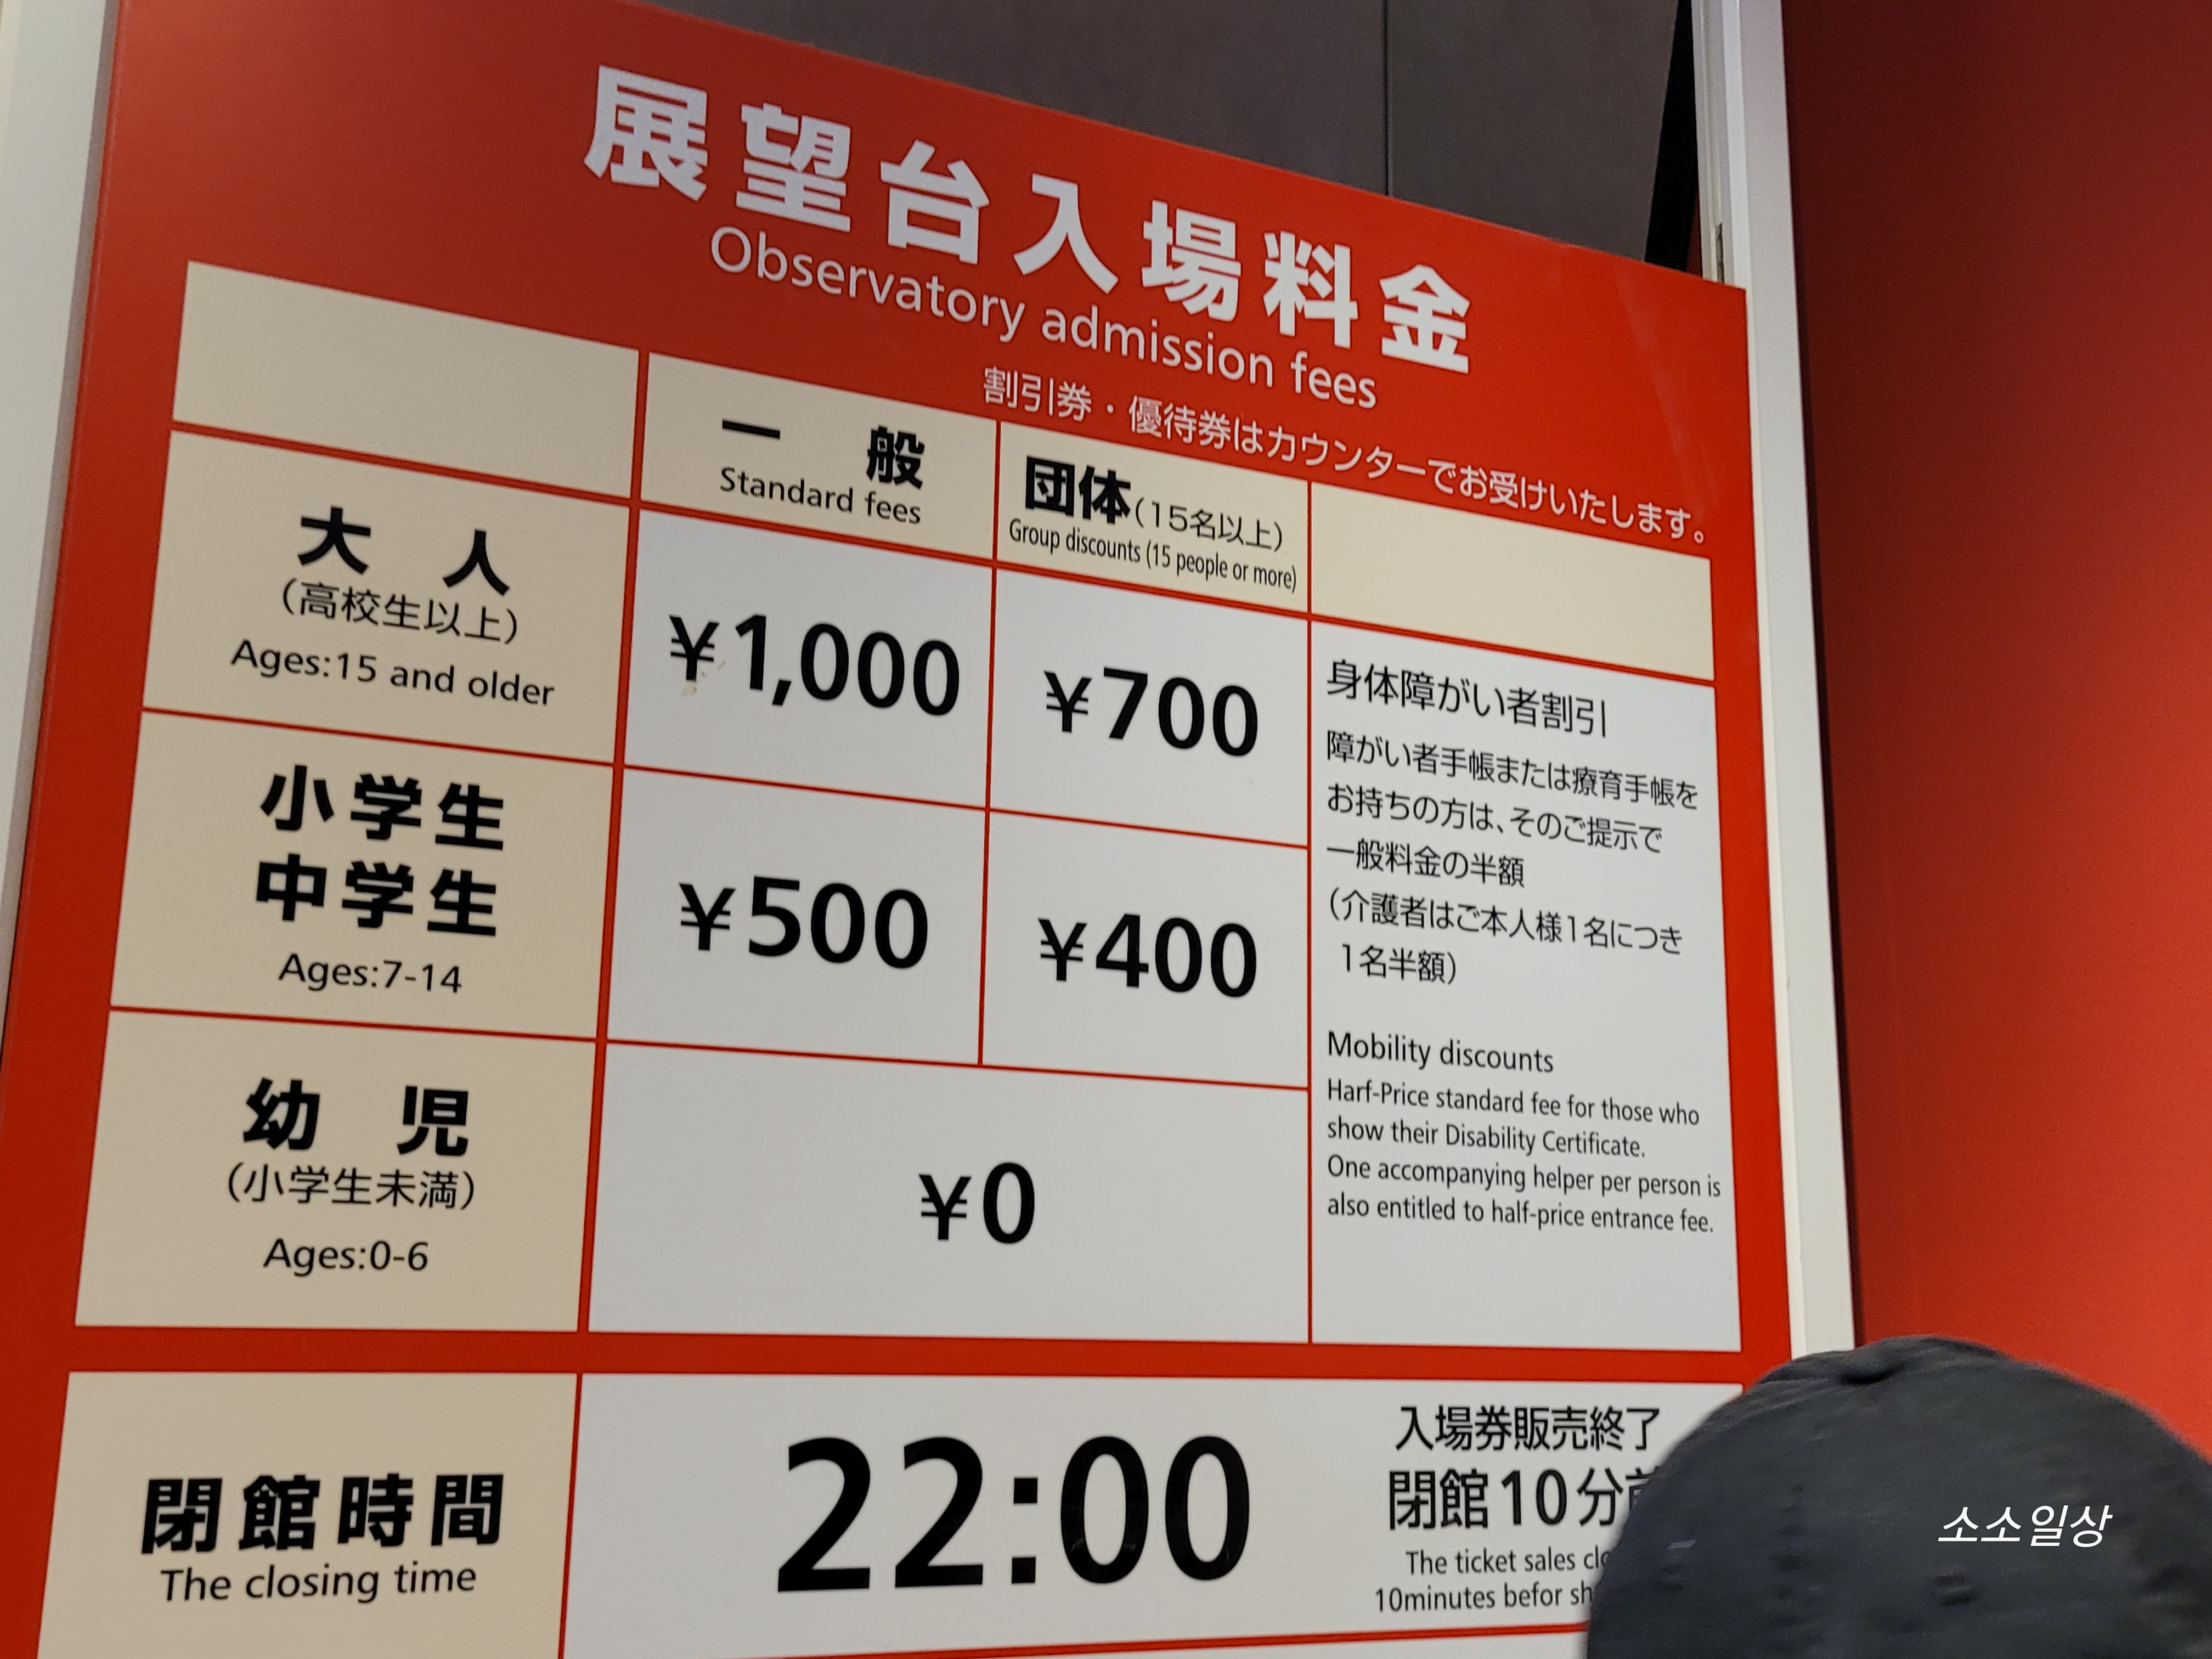 展望台入場料金
Observatory admission fees
割引券・優待券はカウンターでお受けいたします。
一般
Standard fees
団体(15名以上)
Group discounts (15 people or more)
大人
(高校生以上)
Ages:15 and older
¥1,000
¥700
小学生
中学生
Ages:7-14
¥500
¥400
幼児
(小学生未満)
Ages:0-6
¥0
身体障がい者割引
障がい者手帳または療育手帳を
お持ちの方は、そのご提示で
一般料金の半額
(介護者はご本人様1名につき
1名半額)
Mobility discounts
Harf-Price standard fee for those who
show their Disability Certificate.
One accompanying helper per person is
also entitled to half-price entrance fee.
閉館時間
The closing time
22:00
入場券販売終了
閉館10分
The ticket sales
10minutes befor
소소일상